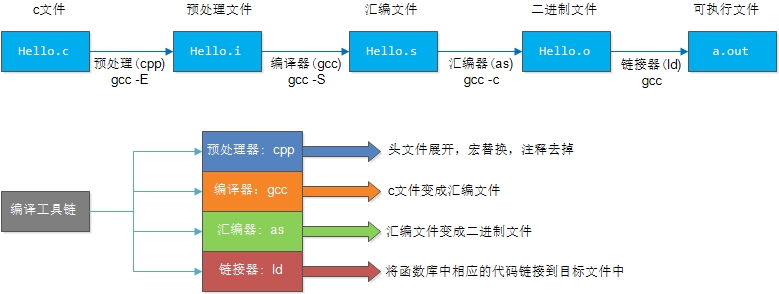 c文件
预处理文件
汇编文件
二进制文件
可执行文件
Hello.c
Hello.i
Hello.s
Hello.o
a.out
预处理(cpp)
gcc -E
编译器(gcc)
gcc -S
汇编器(as)
gcc -c
链接器(ld)
gcc
编译工具链
预处理器: cpp
头文件展开，宏替换，注释去掉
编译器: gcc
c文件变成汇编文件
汇编器: as
汇编文件变成二进制文件
链接器: ld
将函数库中相应的代码链接到目标文件中